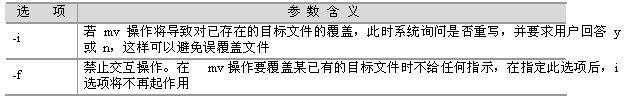 选 项 参 数 含 义
-i 若 mv 操作将导致对已存在的目标文件的覆盖，此时系统询问是否重写，并要求用户回答 y
或 n，这样可以避免误覆盖文件
-f 禁止交互操作。在 mv 操作要覆盖某已有的目标文件时不给任何指示，在指定此选项后，i
选项将不再起作用